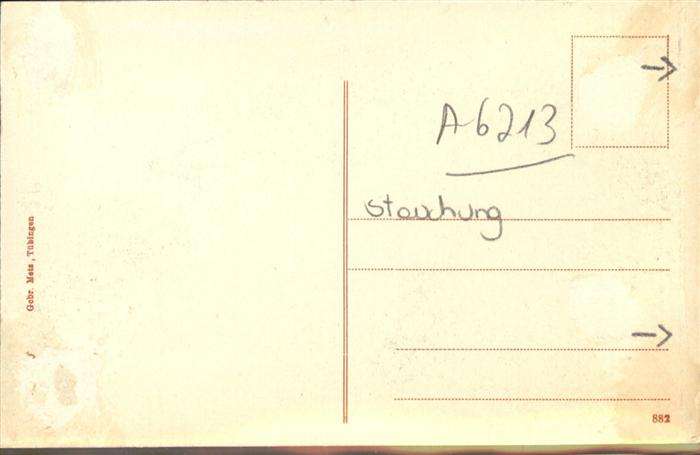 A6213
stauchung
Gebr. Metz, Tübingen
882